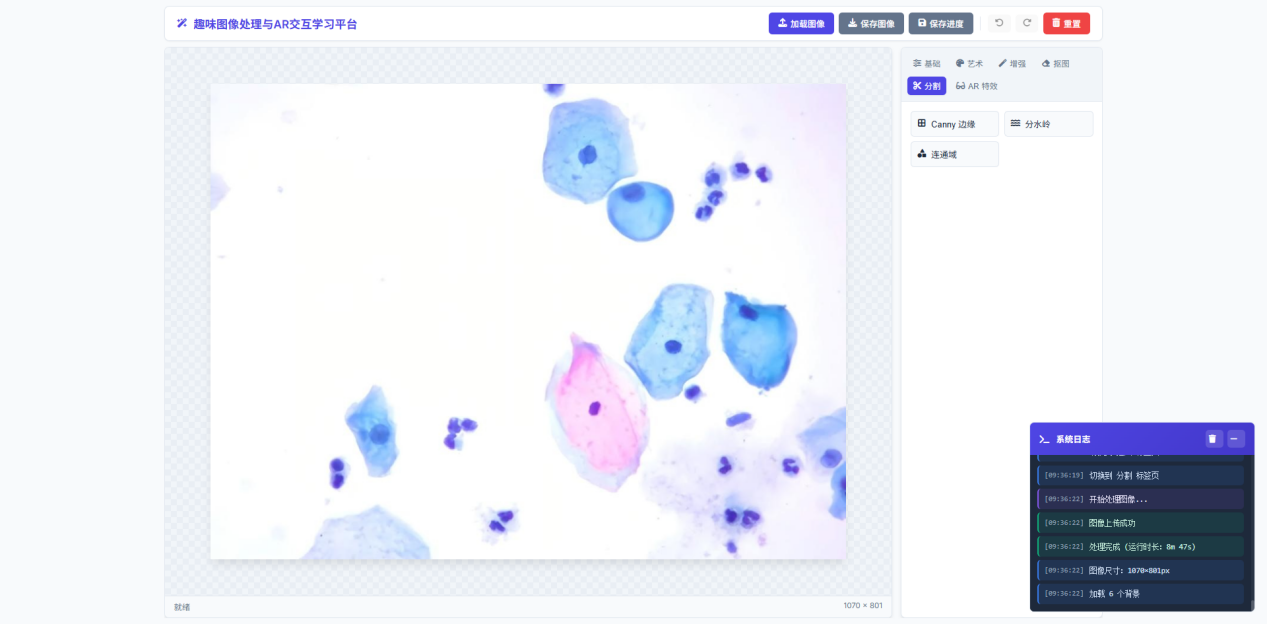 趣味图像处理与AR交互学习平台
加载图像
保存图像
保存进度
重置
基础
艺术
增强
抠图
分割
AR 特效
Canny 边缘
分水岭
连通域
系统日志
[09:36:19] 切换到 分割 标签页
[09:36:22] 开始处理图像...
[09:36:22] 图像上传成功
[09:36:22] 处理完成 (运行时长: 8m 47s)
[09:36:22] 图像尺寸: 1070×801px
[09:36:22] 加载 6 个背景
就绪
1070 × 801